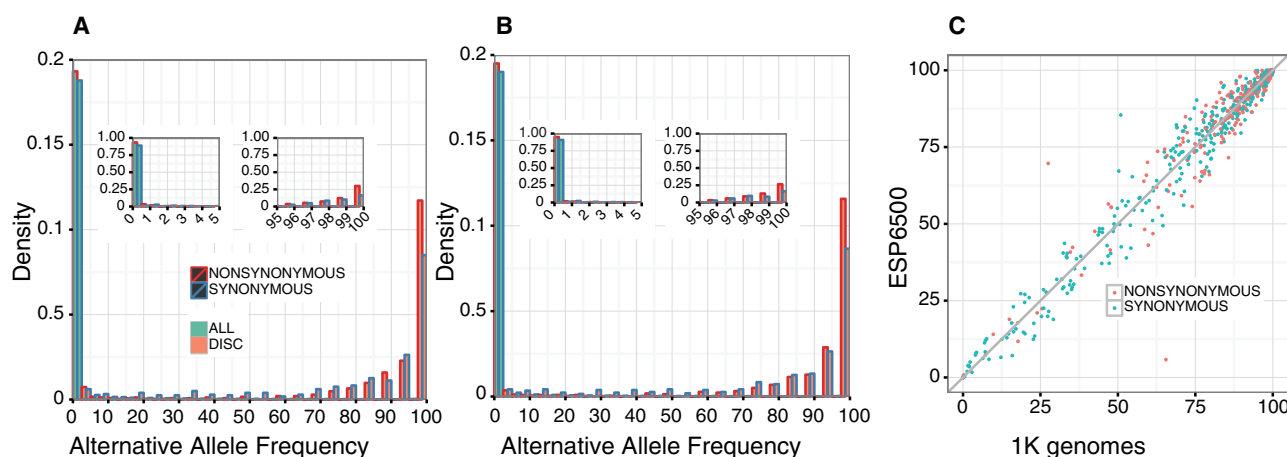 A
B
C
Density
0.2
0.15
0.1
0.05
0
0 10 20 30 40 50 60 70 80 90 100
Alternative Allele Frequency
1.00
0.75
0.50
0.25
0
0 1 2 3 4 5
1.00
0.75
0.50
0.25
0
95 96 97 98 99 100
NONSYNONYMOUS
SYNONYMOUS
ALL
DISC
Density
0.2
0.15
0.1
0.05
0
0 10 20 30 40 50 60 70 80 90 100
Alternative Allele Frequency
1.00
0.75
0.50
0.25
0
0 1 2 3 4 5
1.00
0.75
0.50
0.25
0
95 96 97 98 99 100
ESP6500
100
75
50
25
0
0 25 50 75 100
1K genomes
NONSYNONYMOUS
SYNONYMOUS